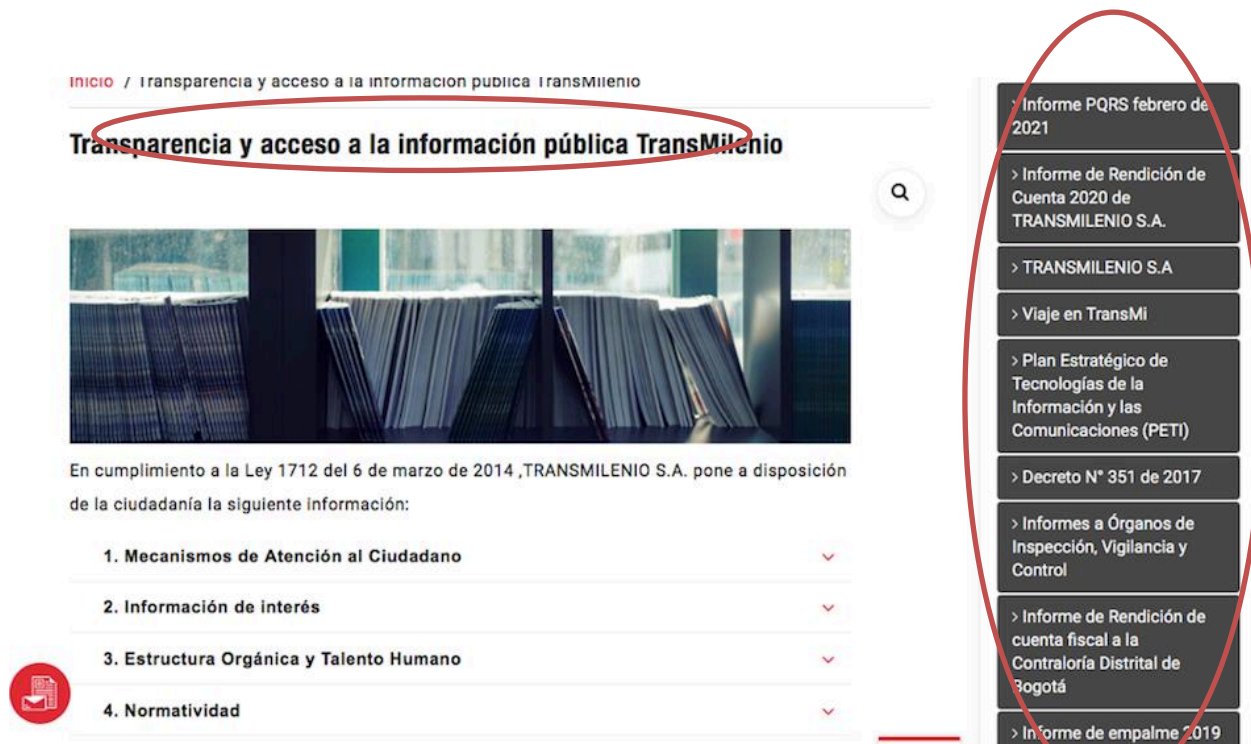 Inicio / Transparencia y acceso a la información pública TransMilenio
Transparencia y acceso a la información pública TransMilenio
En cumplimiento a la Ley 1712 del 6 de marzo de 2014 ,TRANSMILENIO S.A. pone a disposición
de la ciudadanía la siguiente información:
1. Mecanismos de Atención al Ciudadano
2. Información de interés
3. Estructura Orgánica y Talento Humano
4. Normatividad
> Informe PQRS febrero de
2021
> Informe de Rendición de
Cuenta 2020 de
TRANSMILENIO S.A.
> TRANSMILENIO S.A
> Viaje en TransMi
> Plan Estratégico de
Tecnologías de la
Información y las
Comunicaciones (PETI)
> Decreto N° 351 de 2017
> Informes a Órganos de
Inspección, Vigilancia y
Control
> Informe de Rendición de
cuenta fiscal a la
Contraloría Distrital de
Bogotá
> Informe de empalme 2019